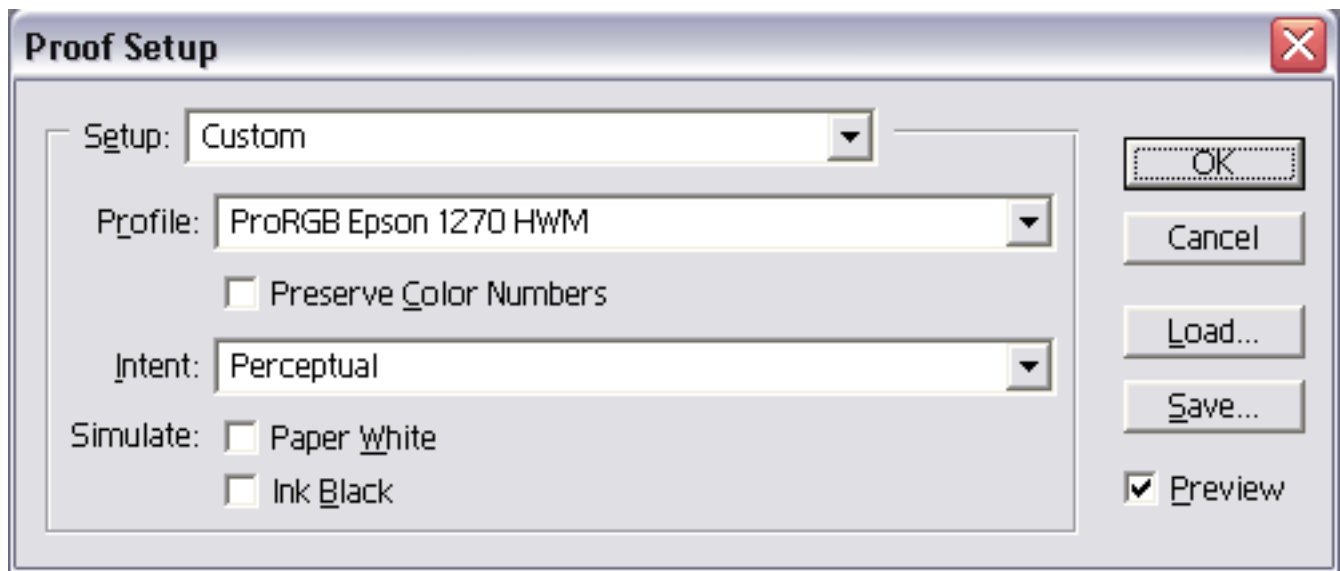 Proof Setup
Setup: Custom
OK
Profile: ProRGB Epson 1270 HWM
Cancel
Preserve Color Numbers
Load...
Intent: Perceptual
Save...
Simulate: Paper White
Ink Black
Preview